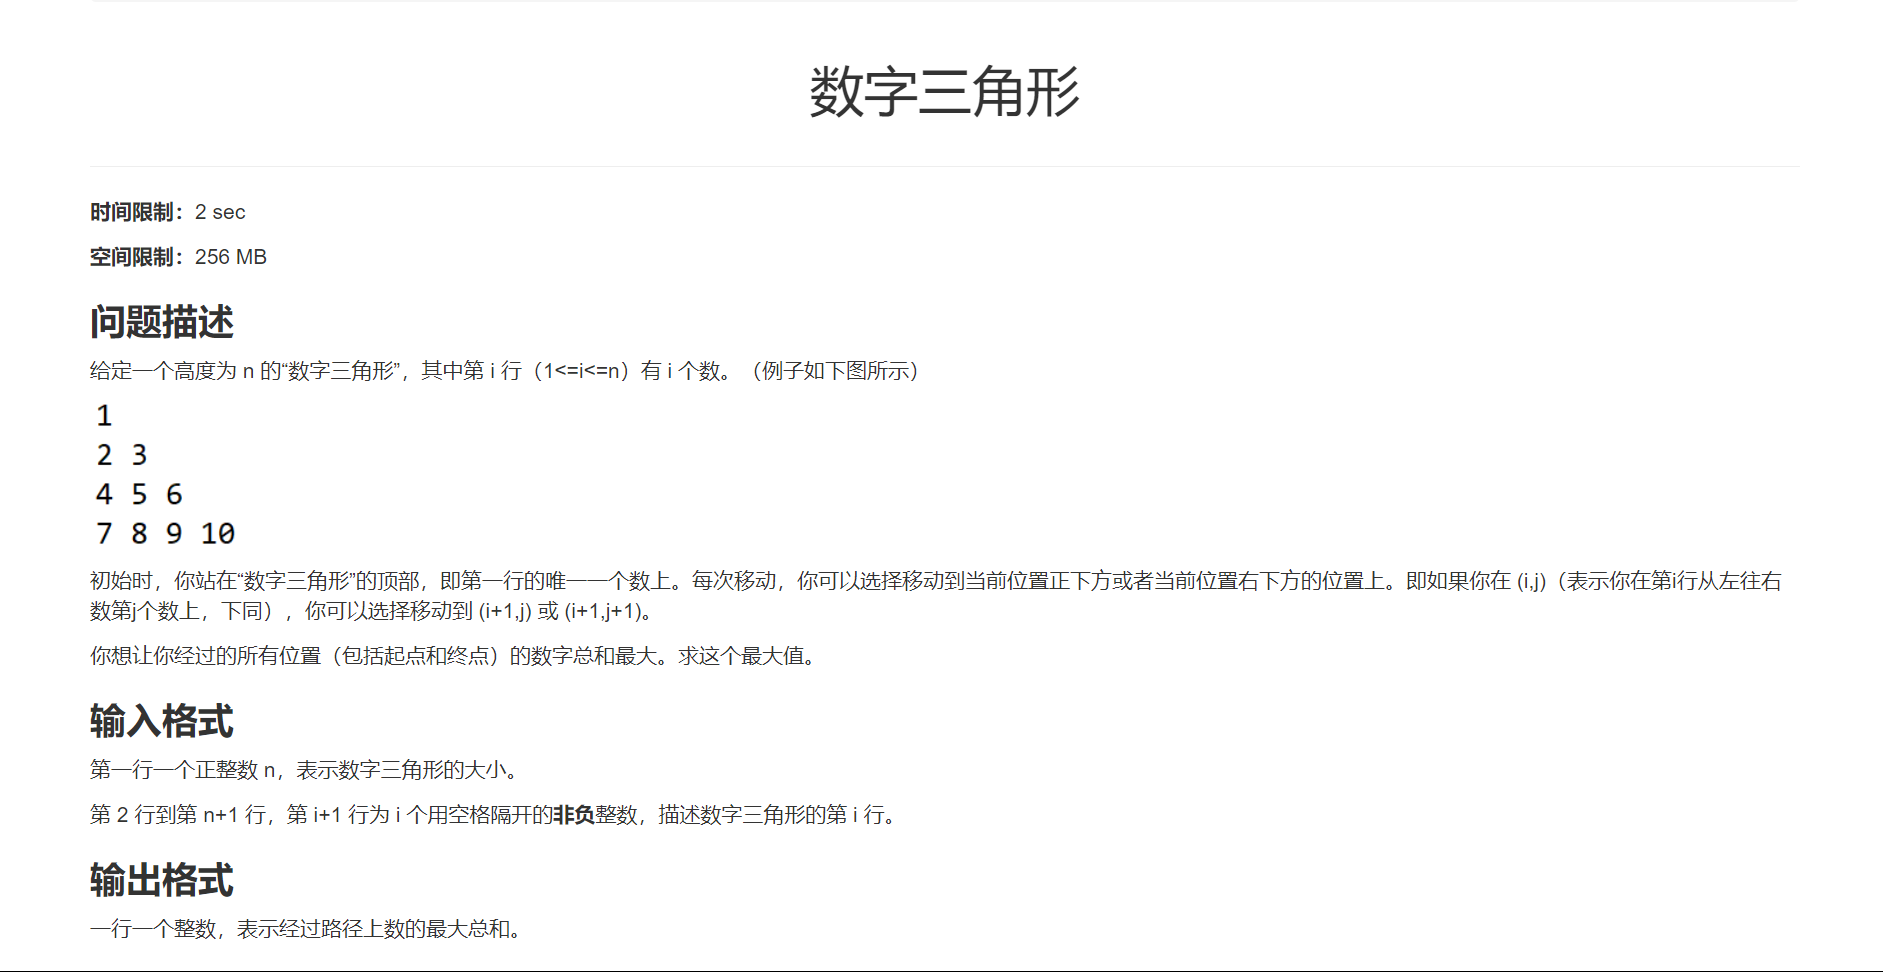 数字三角形
时间限制：2 sec
空间限制：256 MB
问题描述
给定一个高度为 n 的“数字三角形”，其中第 i 行（1<=i<=n）有 i 个数。（例子如下图所示）
1
2 3
4 5 6
7 8 9 10
初始时，你站在“数字三角形”的顶部，即第一行的唯一一个数上。每次移动，你可以选择移动到当前位置正下方或者当前位置右下方的位置上。即如果你在 (i,j)（表示你在第i行从左往右
数第j个数上，下同），你可以选择移动到 (i+1,j) 或 (i+1,j+1)。
你想让你经过的所有位置（包括起点和终点）的数字总和最大。求这个最大值。
输入格式
第一行一个正整数 n，表示数字三角形的大小。
第 2 行到第 n+1 行，第 i+1 行为 i 个用空格隔开的非负整数，描述数字三角形的第 i 行。
输出格式
一行一个整数，表示经过路径上数的最大总和。